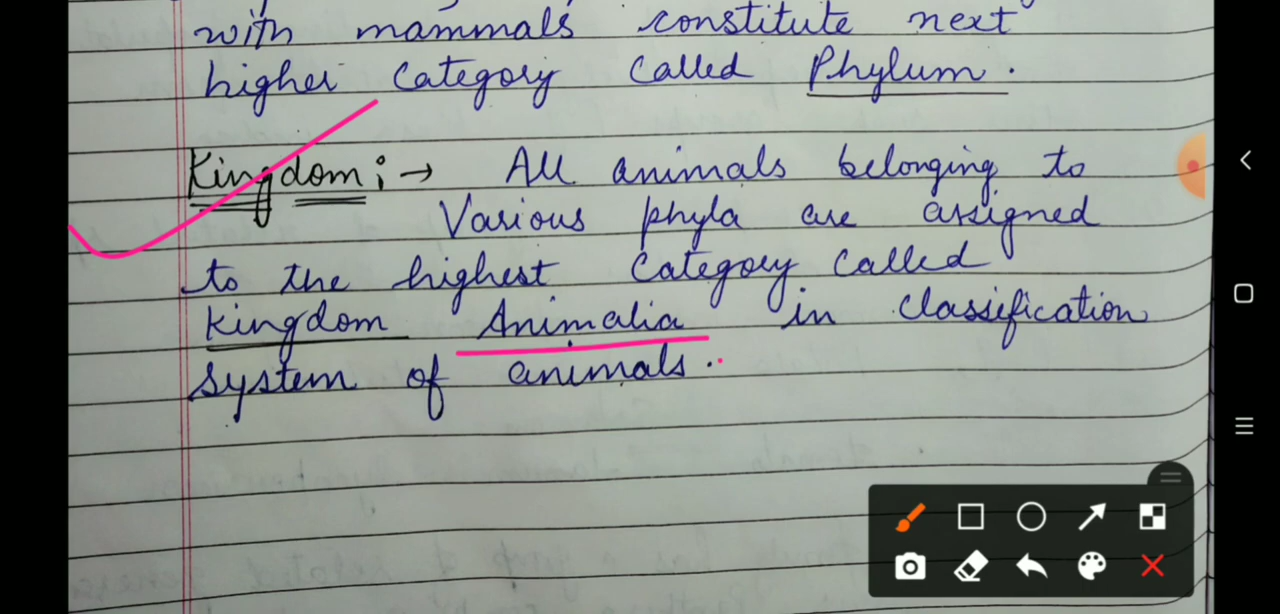 with mammals constitute next
higher category called Phylum.
Kingdom:→ All animals belonging to
Various phyla are assigned
to the highest category called
kingdom Animalia in classification
system of animals.